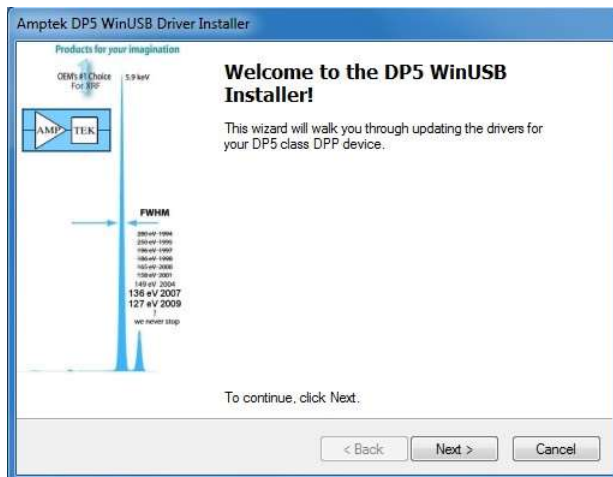 Amptek DP5 WinUSB Driver Installer
Products for your imagination
OEM's #1 Choice
For XRF
5.9 keV
AMP TEK
FWHM
149 eV 2004
136 eV 2007
127 eV 2009
!
we never stop
Welcome to the DP5 WinUSB
Installer!
This wizard will walk you through updating the drivers for
your DP5 class DPP device.
To continue, click Next.
< Back
Next >
Cancel